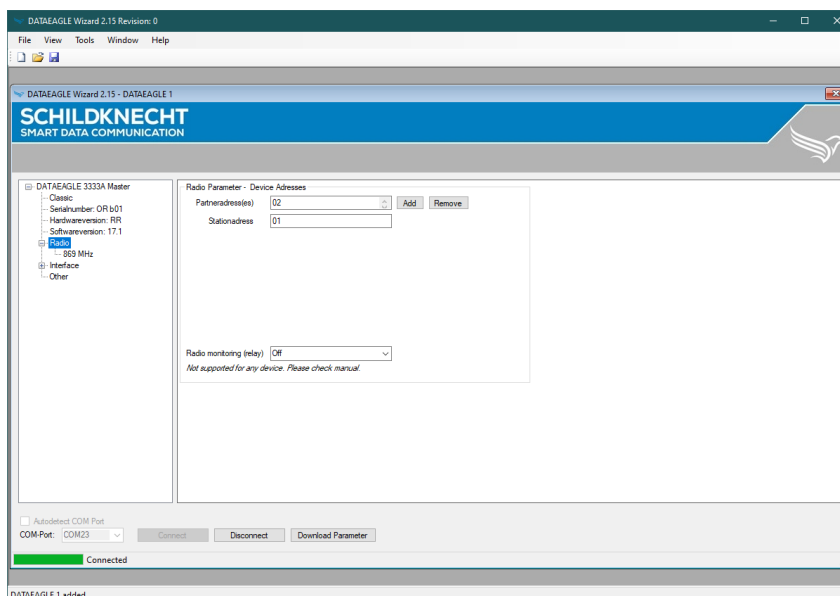 DATAEAGLE Wizard 2.15 Revision: 0
File View Tools Window Help
DATAEAGLE Wizard 2.15 - DATAEAGLE 1
SCHILDKNECHT
SMART DATA COMMUNICATION
DATAEAGLE 3333A Master
Classic
Serialnumber: OR b01
Hardwareversion: RR
Softwareversion: 17.1
Radio
869 MHz
Interface
Other
Radio Parameter - Device Adresses
Partneradress(es) 02 Add Remove
Stationadress 01
Radio monitoring (relay) Off
Not supported for any device. Please check manual.
Autodetect COM Port
COM-Port: COM23 Connect Disconnect Download Parameter
Connected
DATAEAGLE 1 added